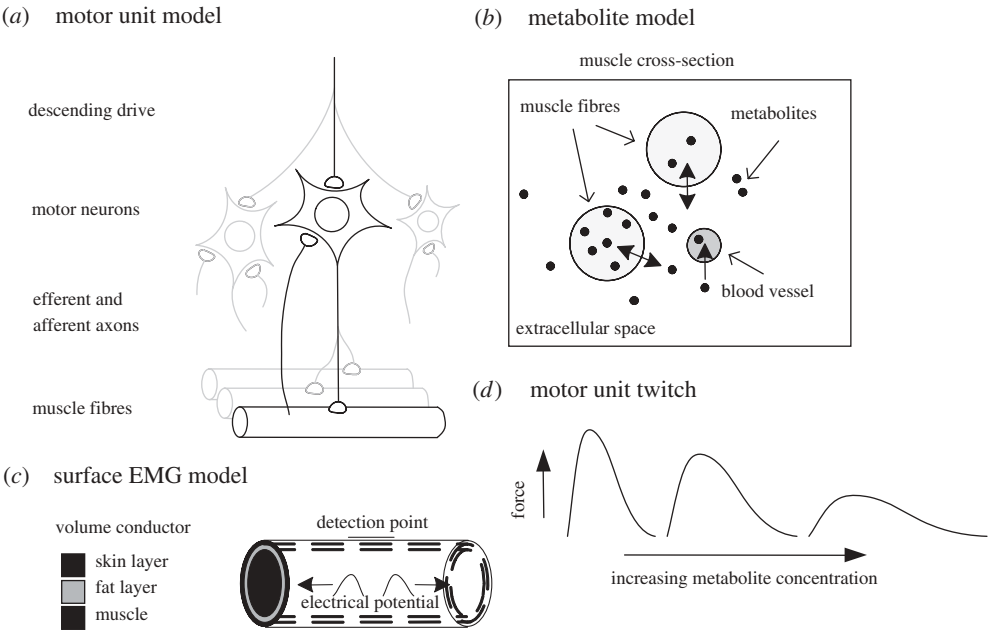 (a) motor unit model
descending drive
motor neurons
efferent and
afferent axons
muscle fibres
(b) metabolite model
muscle cross-section
muscle fibres
metabolites
blood vessel
extracellular space
(c) surface EMG model
volume conductor
skin layer
fat layer
muscle
detection point
electrical potential
(d) motor unit twitch
force
increasing metabolite concentration